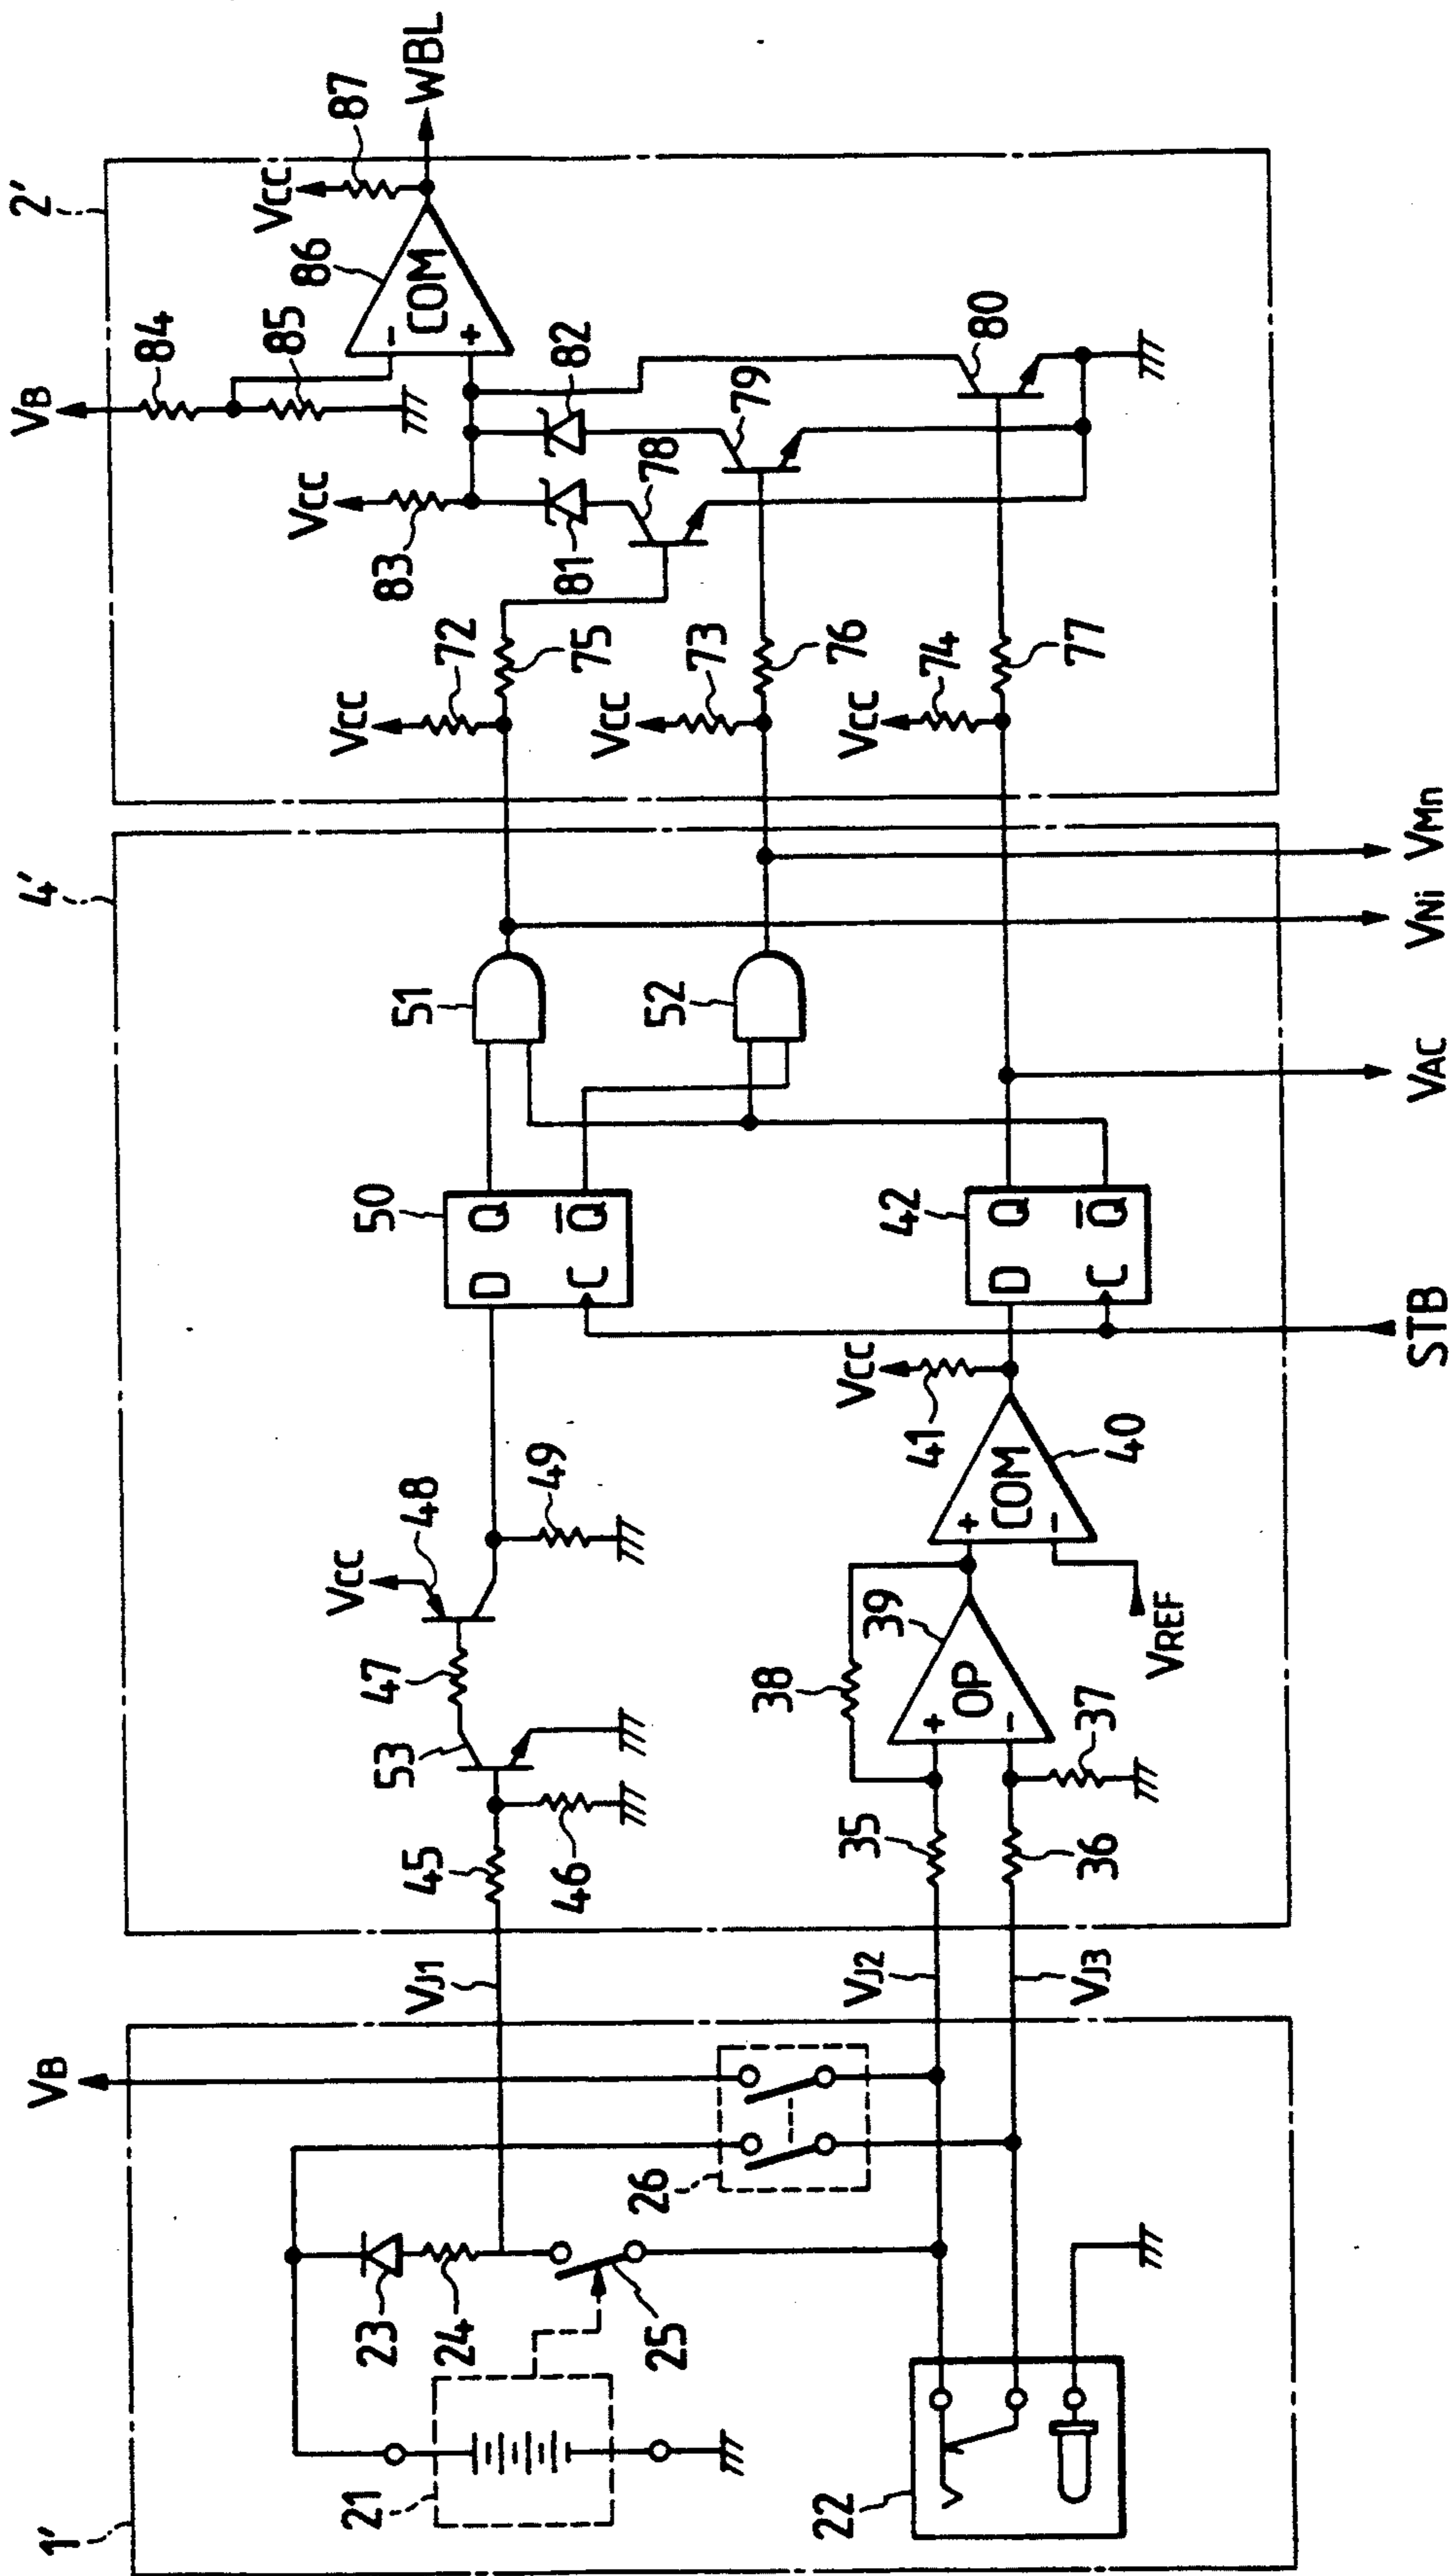 1'
VB
21
23
24
25
26
22
VJ1
VJ2
VJ3
4'
45
46
53
47
VCC
48
49
35
36
37
38
39
OP
+
-
VREF
COM
+
-
40
41
VCC
50
D
Q
C
Q̅
42
D
Q
C
Q̅
STB
51
52
VAC
VNi
VMn
2'
VCC
72
75
VCC
73
76
VCC
74
77
VCC
83
81
78
82
79
80
VB
84
85
86
COM
-
+
VCC
87
WBL